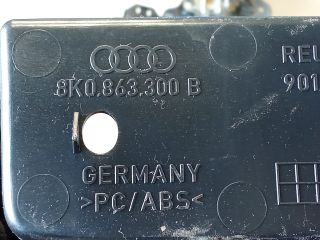 8K0.863.300 B
REU
901
GERMANY
>PC/ABS<